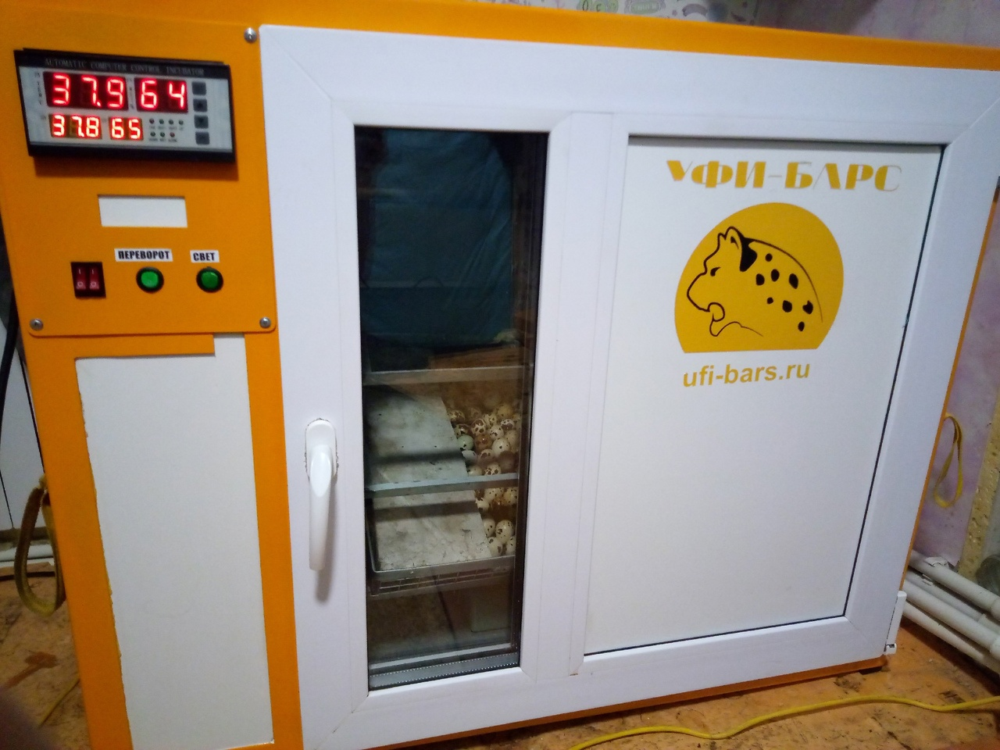 AUTOMATIC COMPUTER CONTROL INCUBATOR
37.9 64
37.8 65
ПЕРЕВОРОТ СВЕТ
УФИ-БАРС
ufi-bars.ru